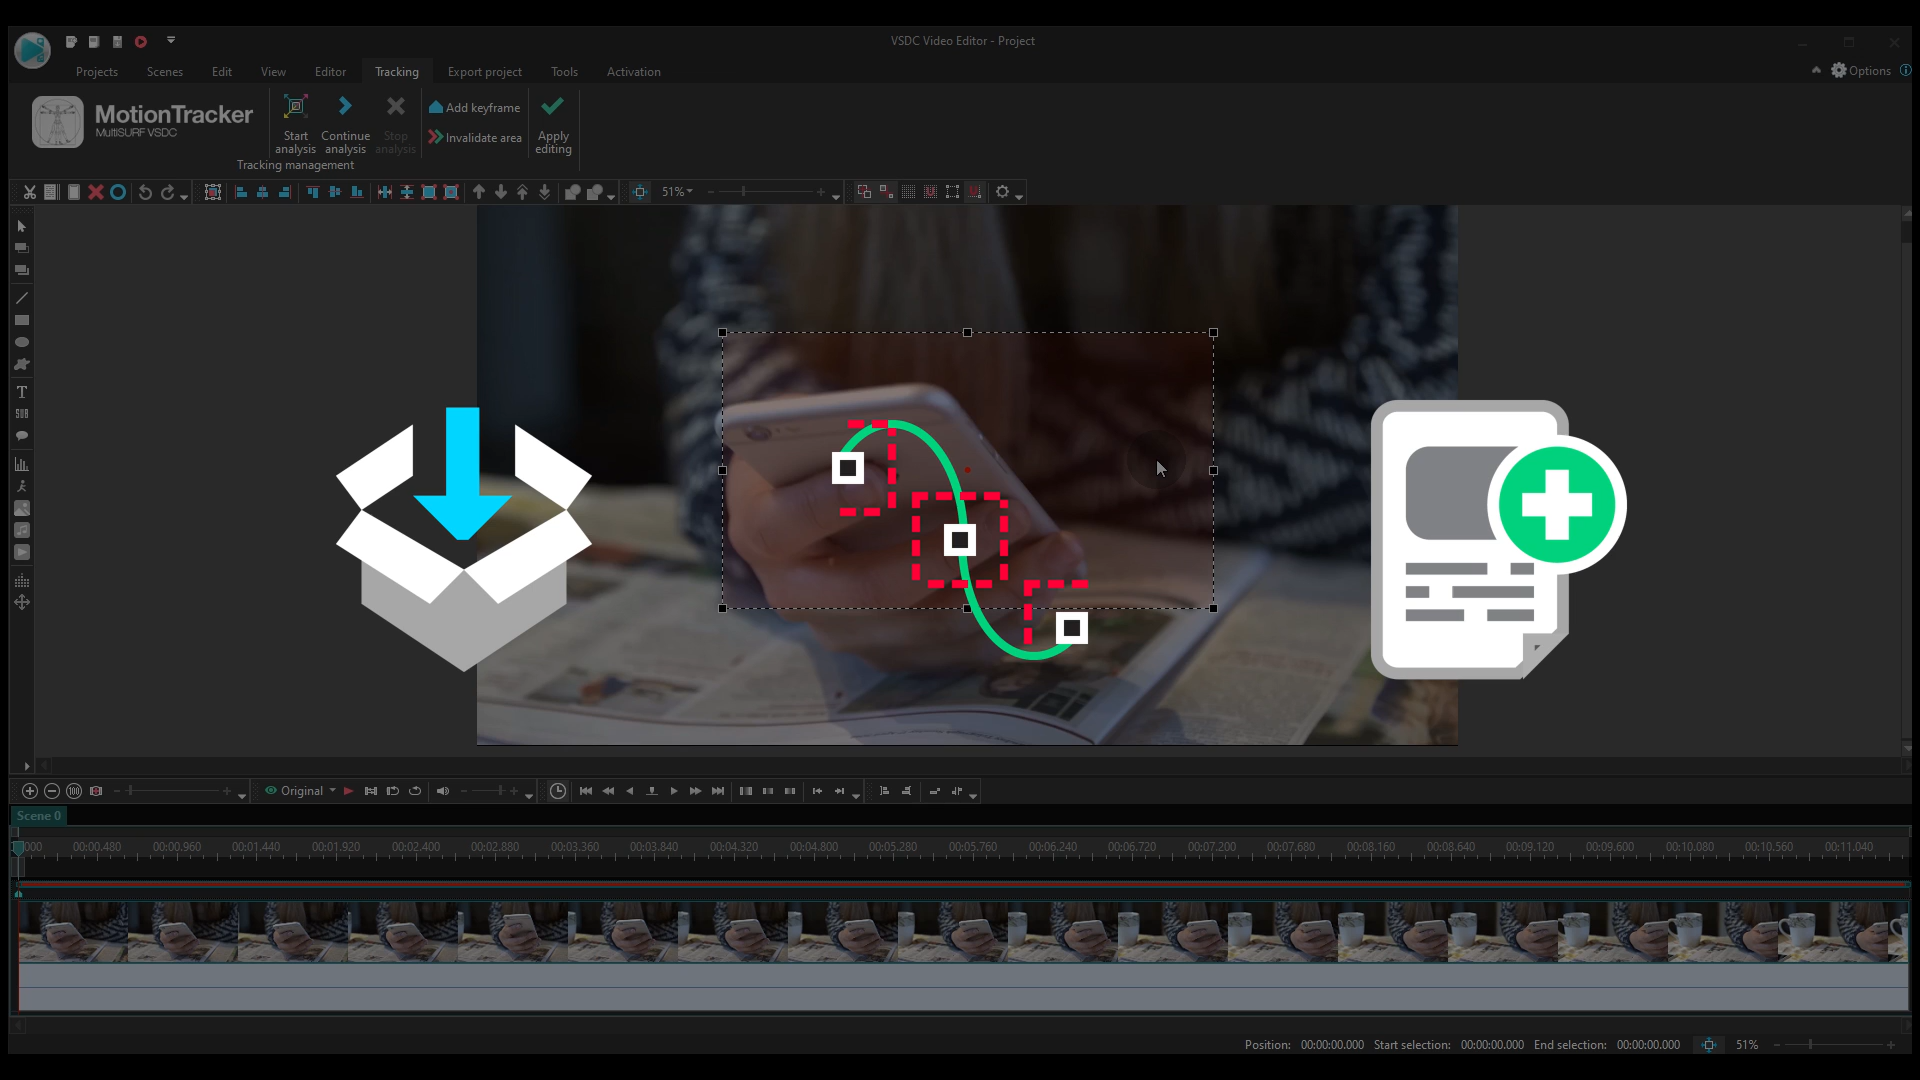 VSDC Video Editor - Project
Projects Scenes Edit View Editor Tracking Export project Tools Activation
Options
MotionTracker
MultiSURF VSDC
Start analysis
Continue analysis
Stop analysis
Add keyframe
Invalidate area
Apply editing
Tracking management
51%
T
Original
Scene 0
000 00:00.480 00:00.960 00:01.440 00:01.920 00:02.400 00:02.880 00:03.360 00:03.840 00:04.320 00:04.800 00:05.280 00:05.760 00:06.240 00:06.720 00:07.200 00:07.680 00:08.160 00:08.640 00:09.120 00:09.600 00:10.080 00:10.560 00:11.040
Position: 00:00:00.000 Start selection: 00:00:00.000 End selection: 00:00:00.000 51%